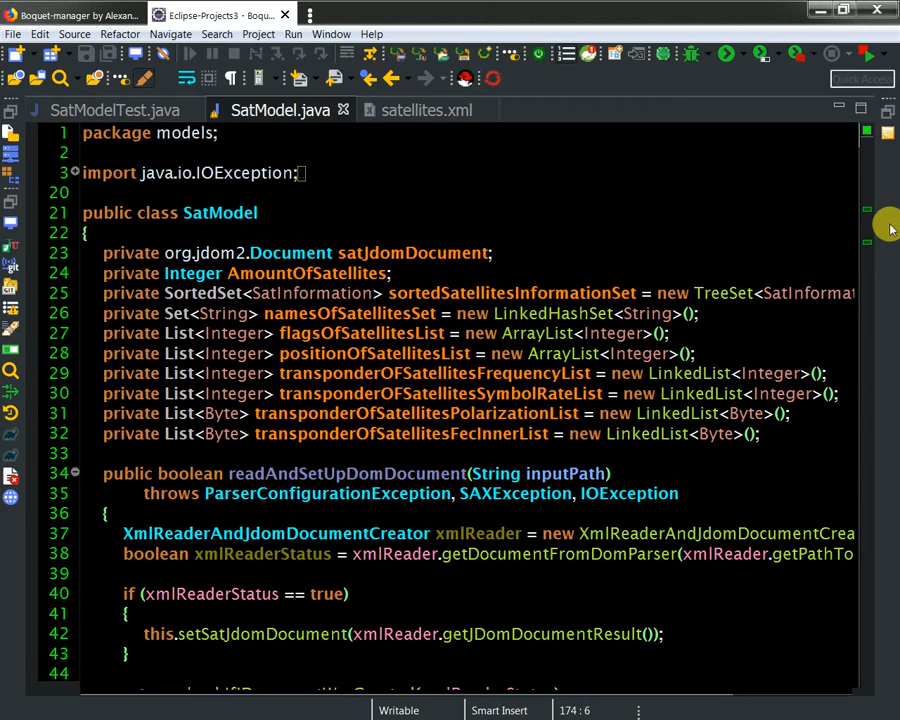 Boquet-manager by Alexan
Eclipse-Projects3 - Boqu
File Edit Source Refactor Navigate Search Project Run Window Help
Quick Access
SatModelTest.java SatModel.java satellites.xml
1 package models;
2
3 import java.io.IOException;
20
21 public class SatModel
22 {
23 private org.jdom2.Document satJdomDocument;
24 private Integer AmountOfSatellites;
25 private SortedSet<SatInformation> sortedSatellitesInformationSet = new TreeSet<SatInformat
26 private Set<String> namesOfSatellitesSet = new LinkedHashSet<String>();
27 private List<Integer> flagsOfSatellitesList = new ArrayList<Integer>();
28 private List<Integer> positionOfSatellitesList = new ArrayList<Integer>();
29 private List<Integer> transponderOfSatellitesFrequencyList = new LinkedList<Integer>();
30 private List<Integer> transponderOfSatellitesSymbolRateList = new LinkedList<Integer>();
31 private List<Byte> transponderOfSatellitesPolarizationList = new LinkedList<Byte>();
32 private List<Byte> transponderOfSatellitesFecInnerList = new LinkedList<Byte>();
33
34 public boolean readAndSetUpDomDocument(String inputPath)
35 throws ParserConfigurationException, SAXException, IOException
36 {
37 XmlReaderAndJdomDocumentCreator xmlReader = new XmlReaderAndJdomDocumentCrea
38 boolean xmlReaderStatus = xmlReader.getDocumentFromDomParser(xmlReader.getPathTo
39
40 if (xmlReaderStatus == true)
41 {
42 this.setSatJdomDocument(xmlReader.getJDomDocumentResult());
43 }
44
Writable Smart Insert 174 : 6